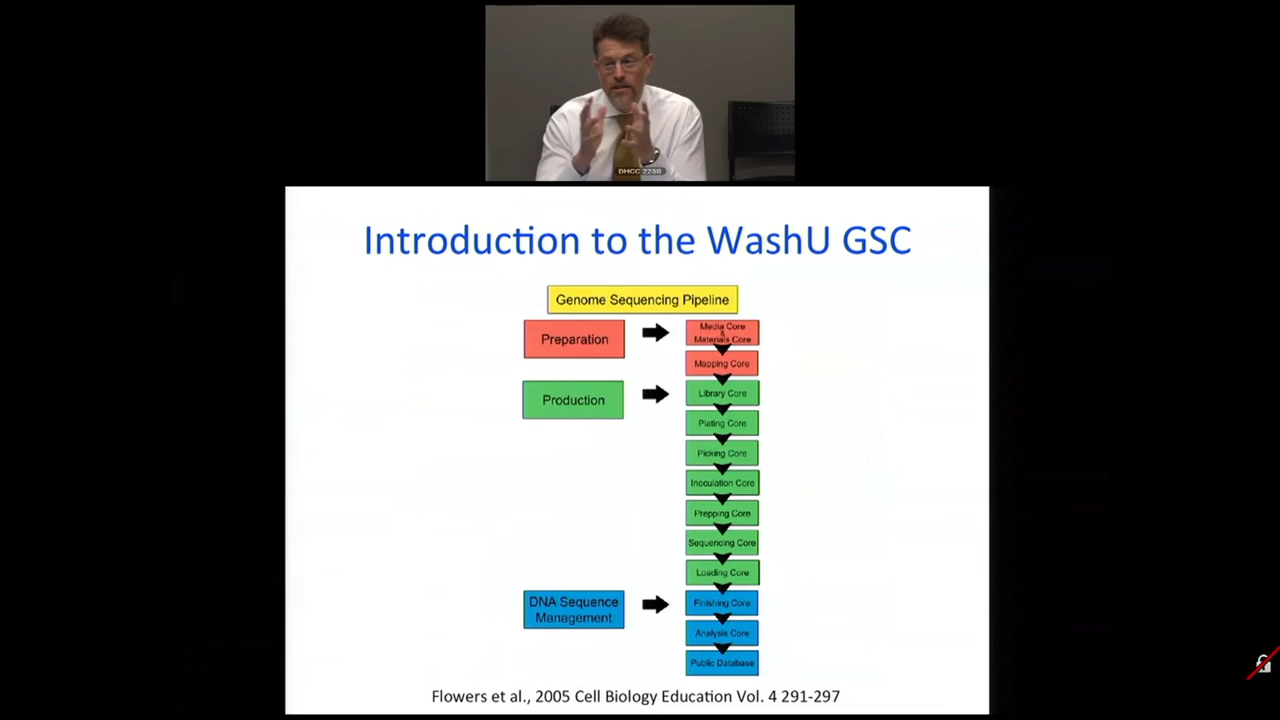 DHCC 2250
Introduction to the WashU GSC
Genome Sequencing Pipeline
Preparation
Media Core
&
Materials Core
Mapping Core
Production
Library Core
Plating Core
Picking Core
Inoculation Core
Prepping Core
Sequencing Core
Loading Core
DNA Sequence
Management
Finishing Core
Analysis Core
Public Database
Flowers et al., 2005 Cell Biology Education Vol. 4 291-297